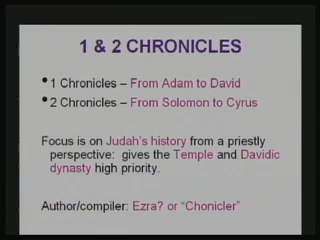 1 & 2 CHRONICLES
• 1 Chronicles – From Adam to David
• 2 Chronicles – From Solomon to Cyrus
Focus is on Judah's history from a priestly
perspective: gives the Temple and Davidic
dynasty high priority.
Author/compiler: Ezra? or “Chonicler”